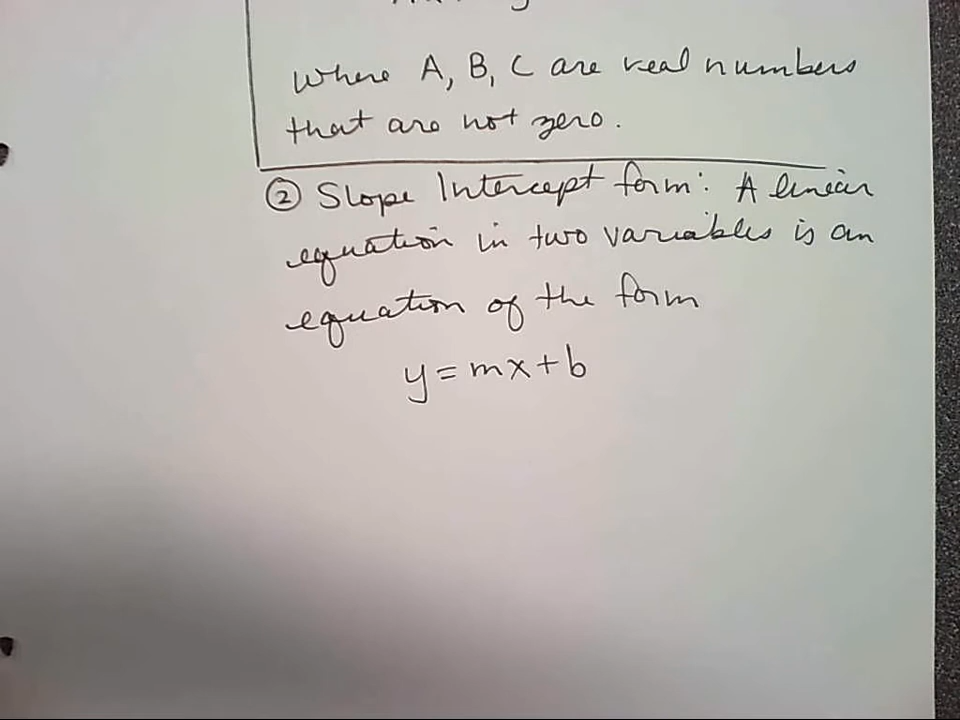 where A, B, C are real numbers
that are not zero.
② Slope Intercept form: A linear
equation in two variables is an
equation of the form
y = mx + b